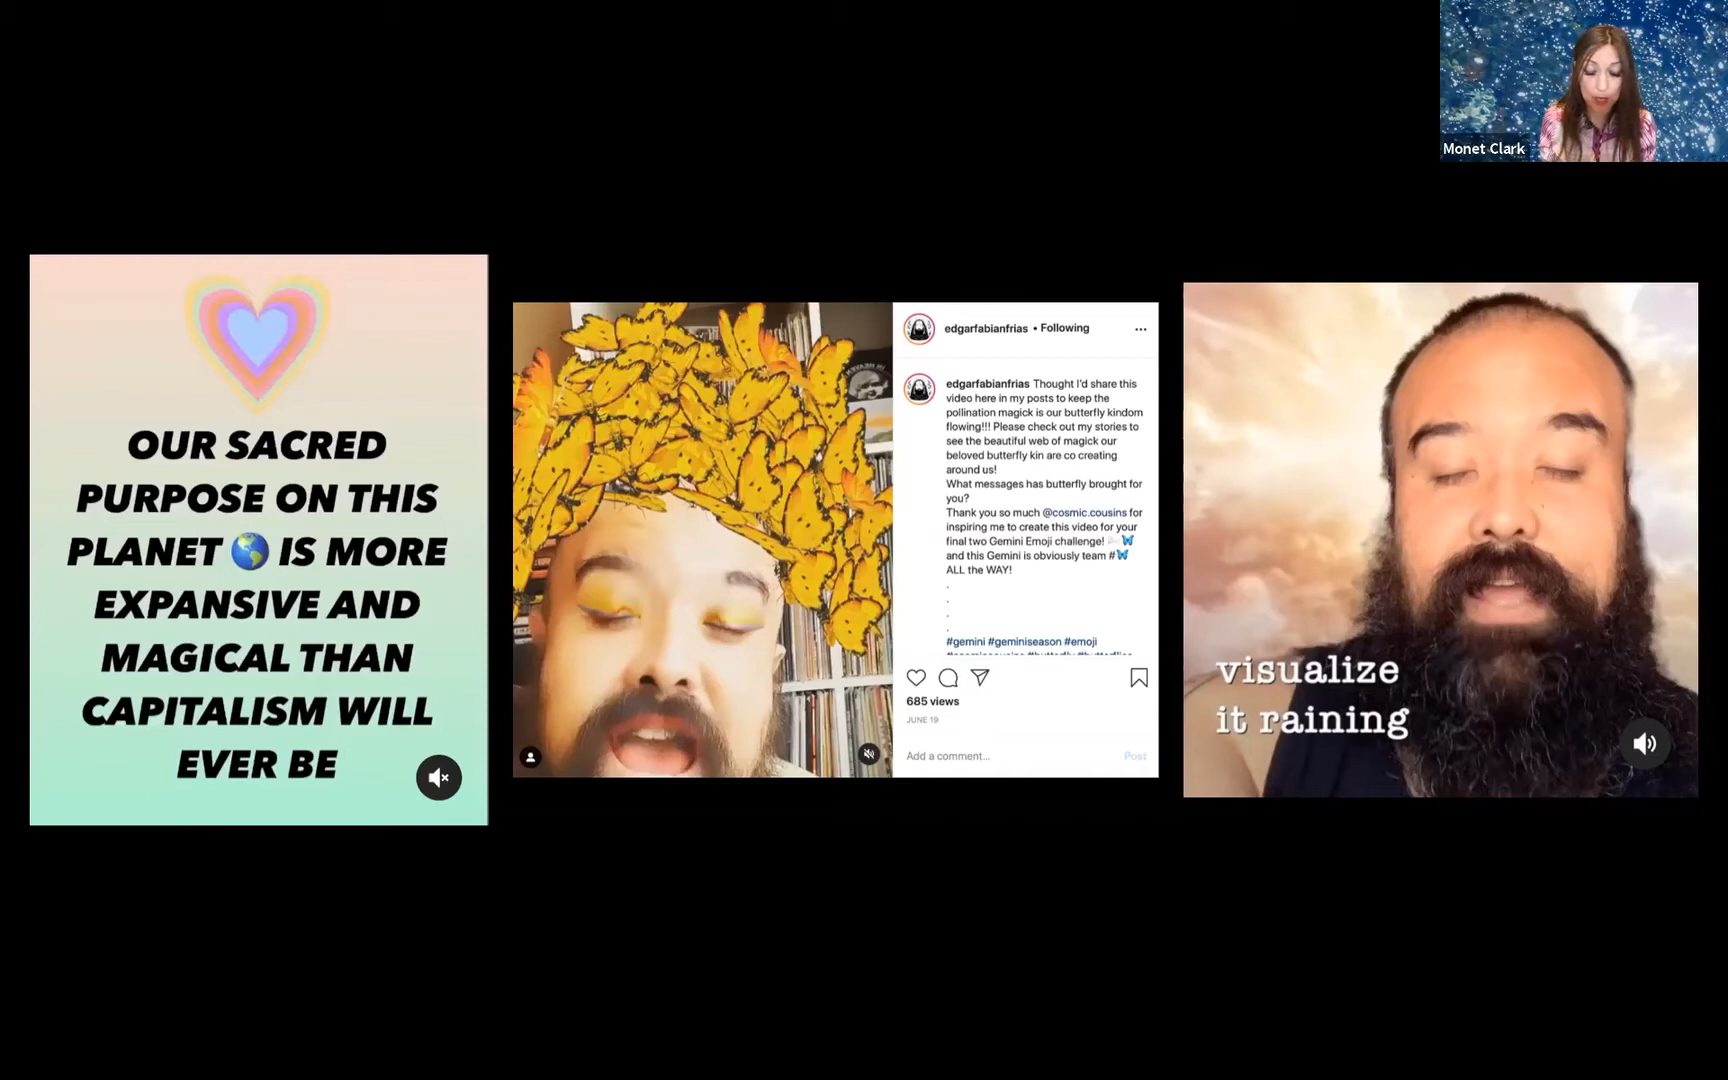 Monet Clark
OUR SACRED
PURPOSE ON THIS
PLANET 🌎 IS MORE
EXPANSIVE AND
MAGICAL THAN
CAPITALISM WILL
EVER BE
edgarfabianfrias • Following
edgarfabianfrias Thought I'd share this
video here in my posts to keep the
pollination magick is our butterfly kindom
flowing!!! Please check out my stories to
see the beautiful web of magick our
beloved butterfly kin are co creating
around us!
What messages has butterfly brought for
you?
Thank you so much @cosmic.cousins for
inspiring me to create this video for your
final two Gemini Emoji challenge! 🌬 🦋
and this Gemini is obviously team #🦋
ALL the WAY!
.
.
.
.
#gemini #geminiseason #emoji
685 views
JUNE 19
Add a comment...
Post
visualize
it raining